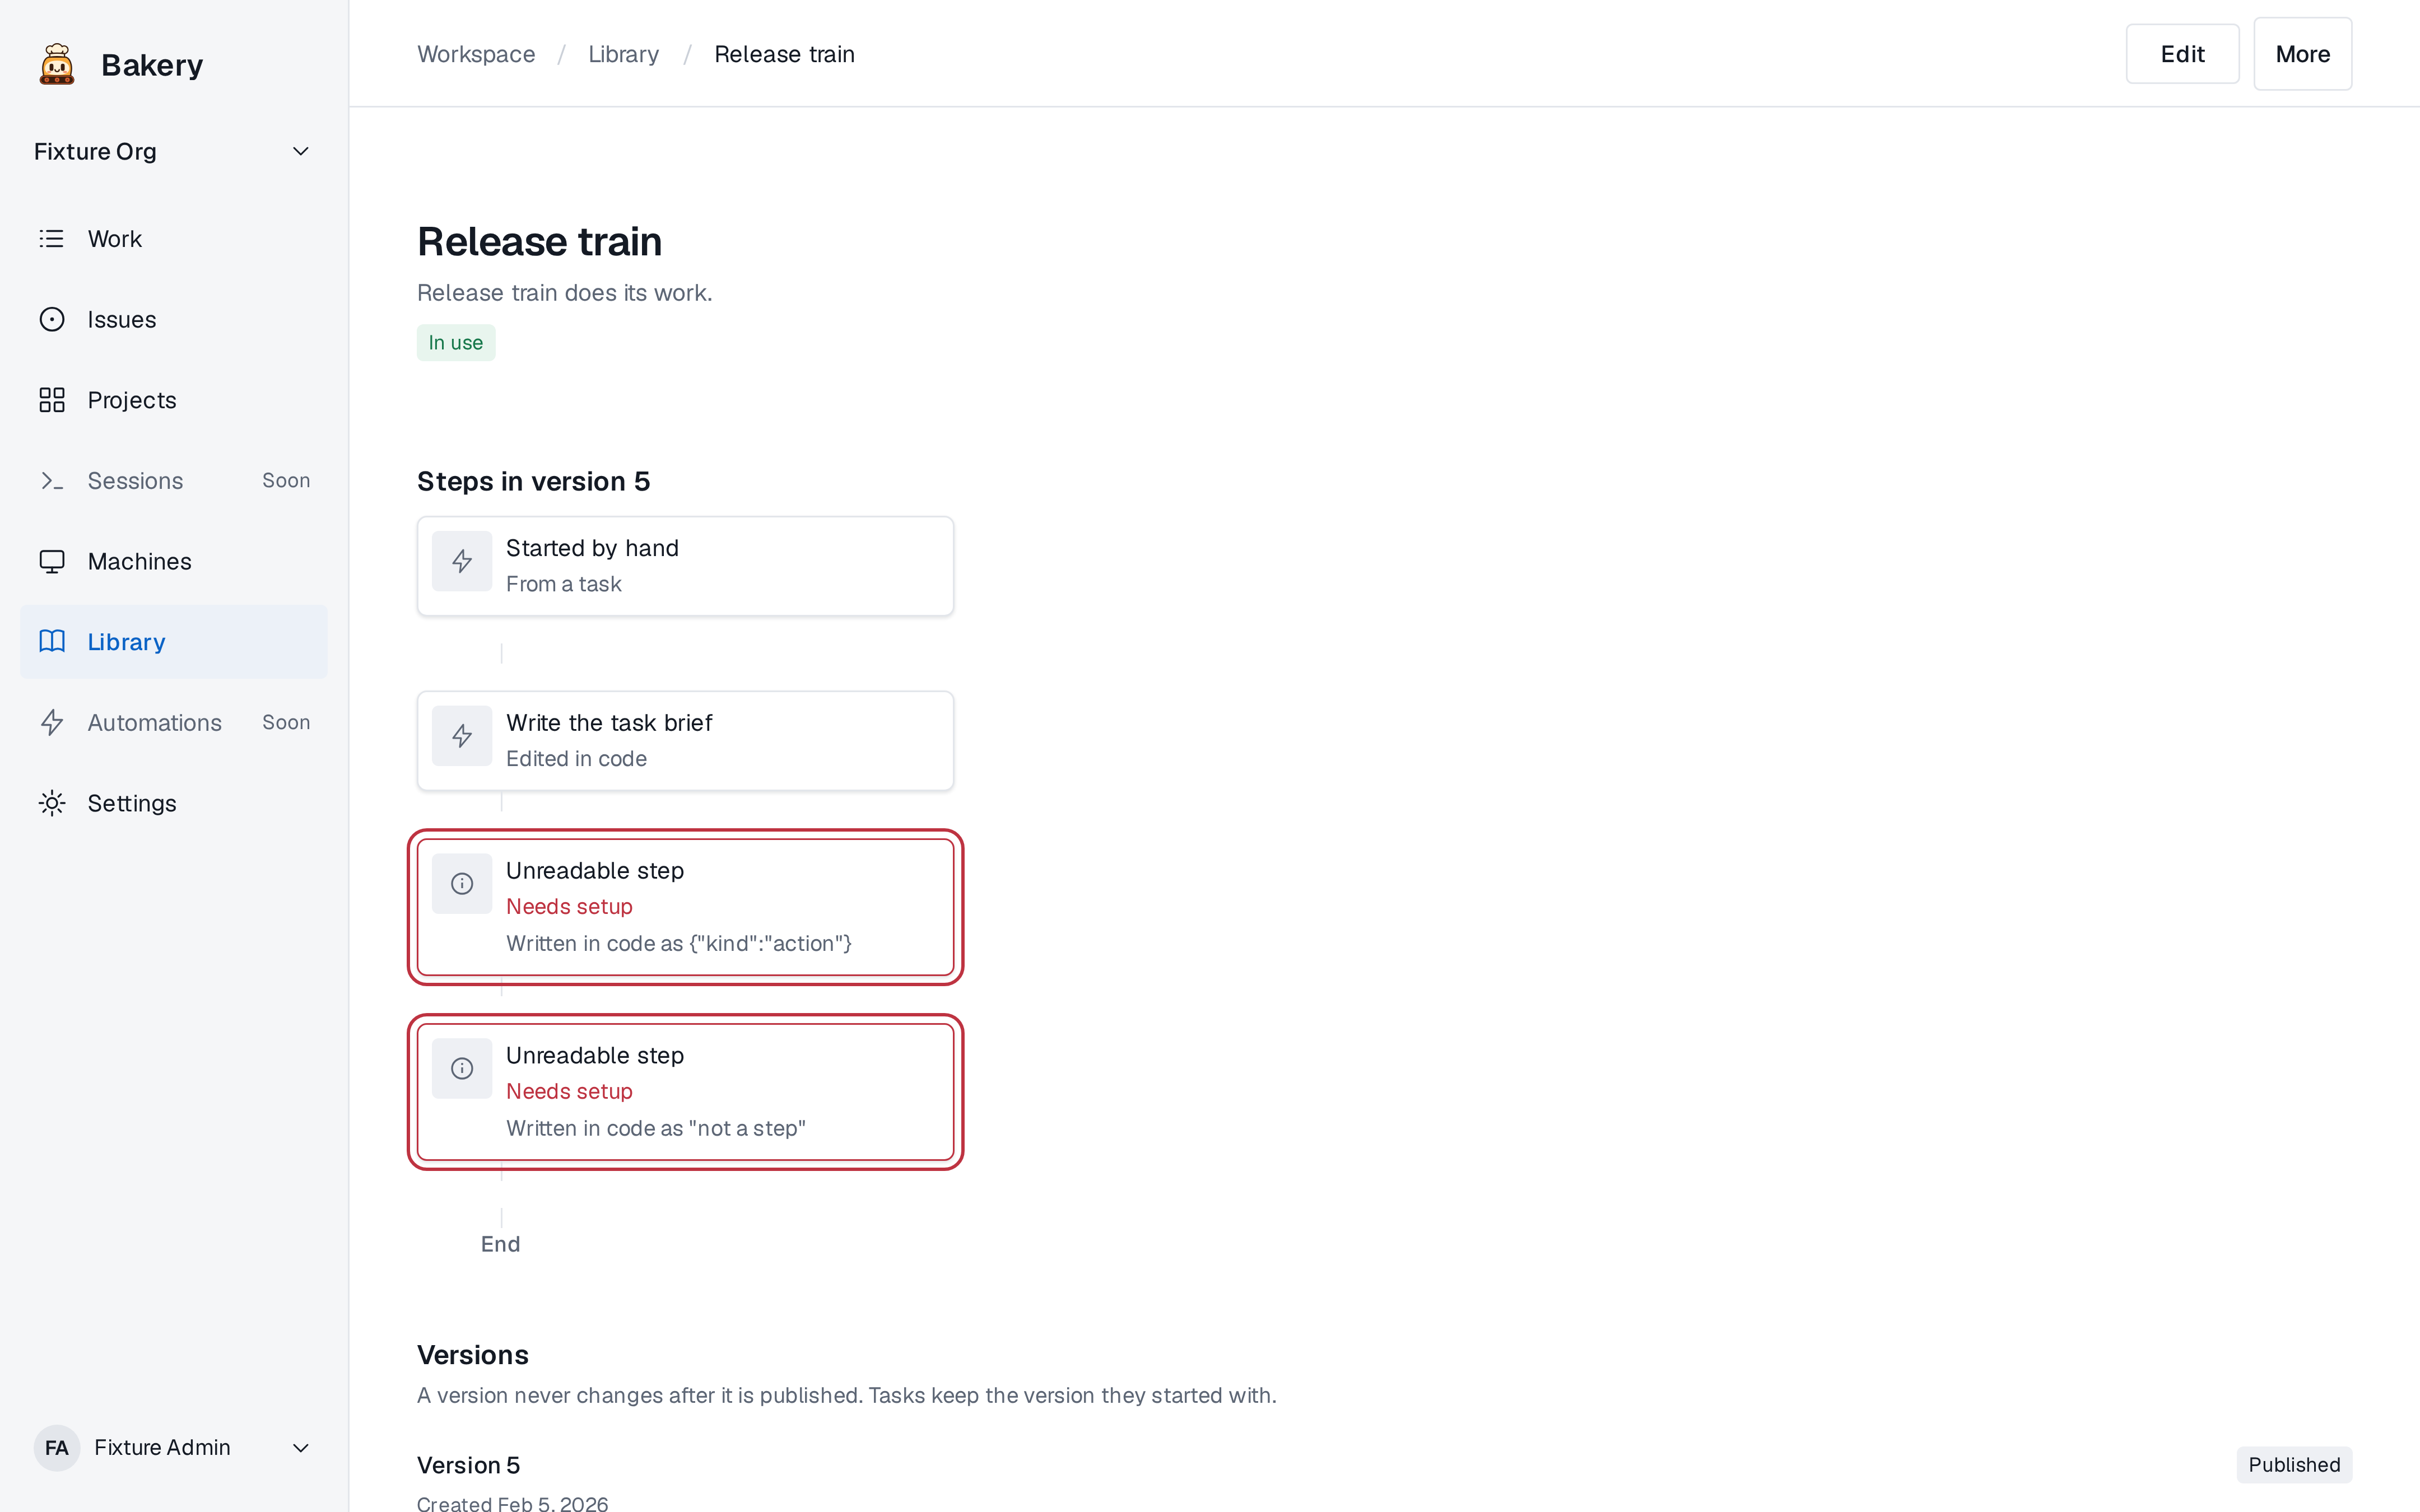 Bakery
Fixture Org
Work
Issues
Projects
Sessions Soon
Machines
Library
Automations Soon
Settings
FA Fixture Admin
Workspace / Library / Release train
Edit More
Release train
Release train does its work.
In use
Steps in version 5
Started by hand
From a task
Write the task brief
Edited in code
Unreadable step
Needs setup
Written in code as {"kind":"action"}
Unreadable step
Needs setup
Written in code as "not a step"
End
Versions
A version never changes after it is published. Tasks keep the version they started with.
Version 5 Published
Created Feb 5, 2026